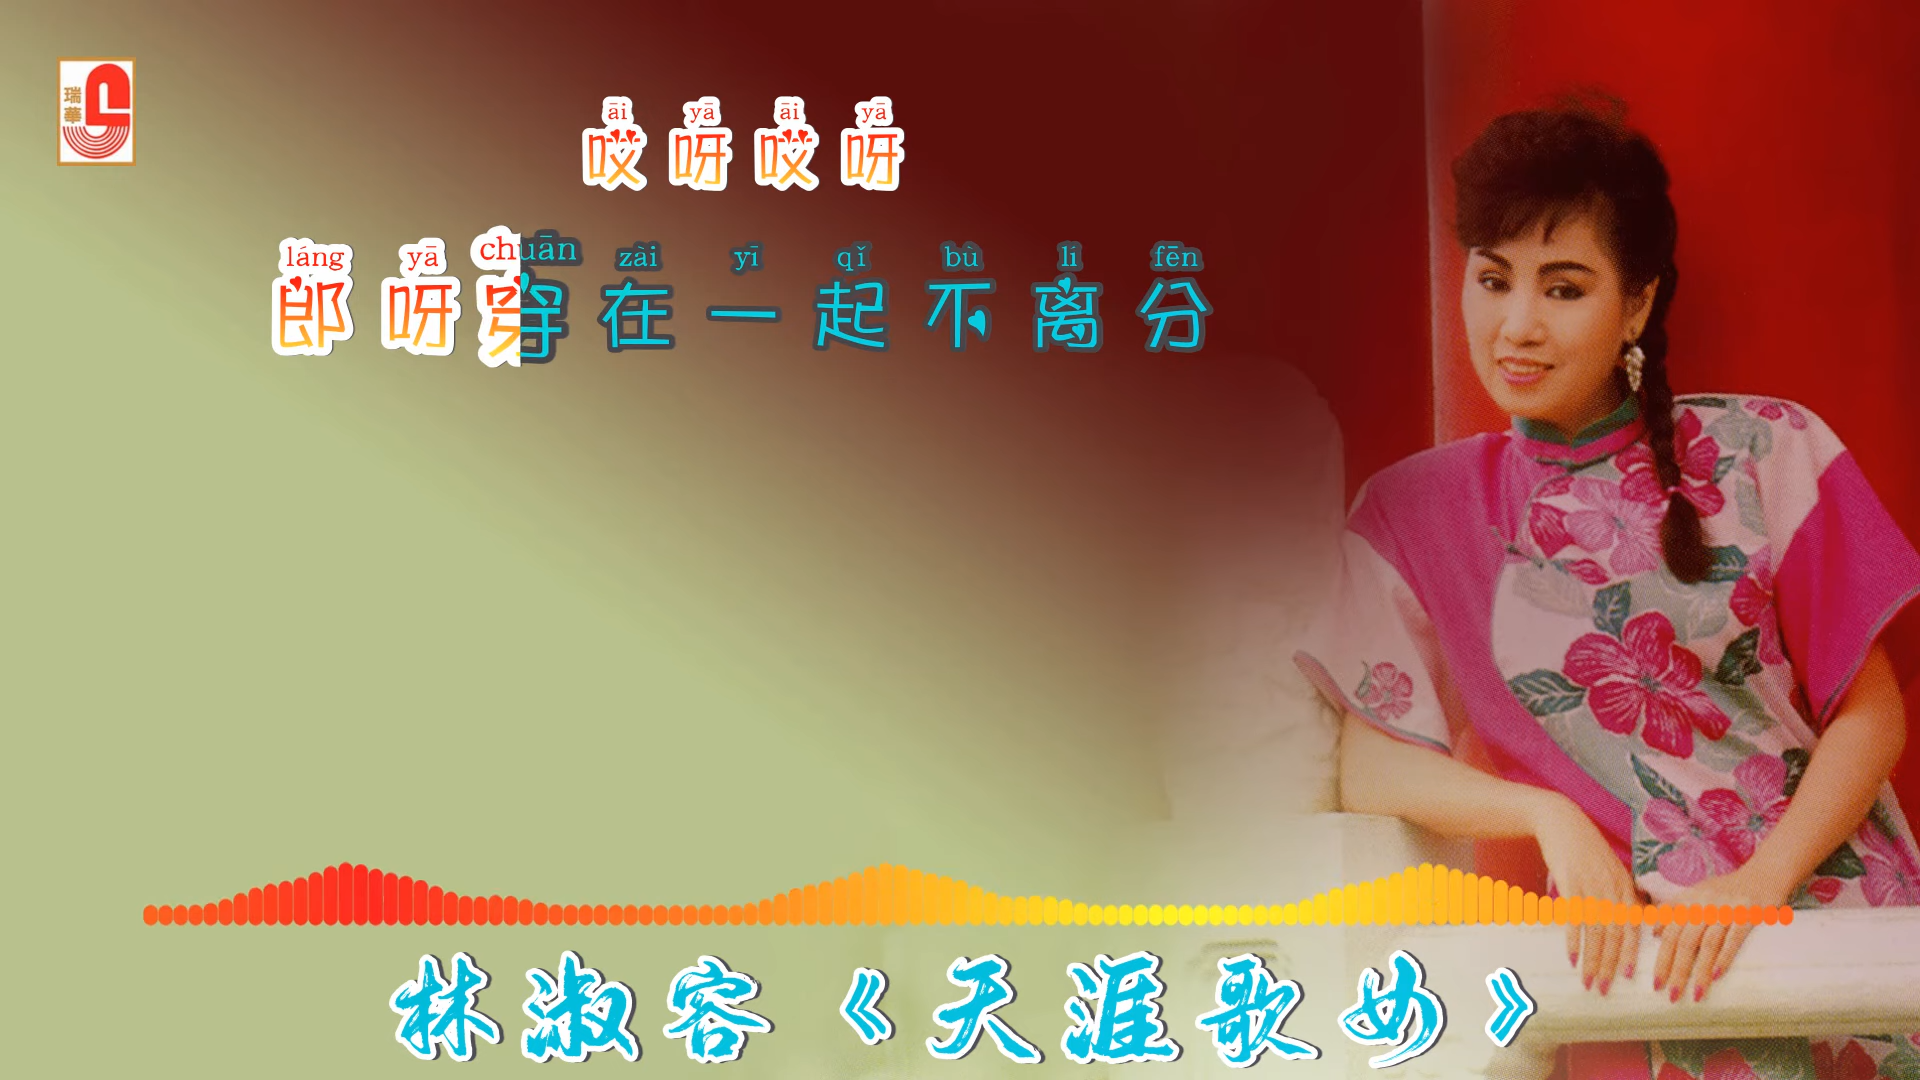 瑞華
āi yā āi yā
哎呀哎呀
láng yā chuān zài yī qǐ bù lí fēn
郎呀穿在一起不离分
林淑容《天涯歌女》